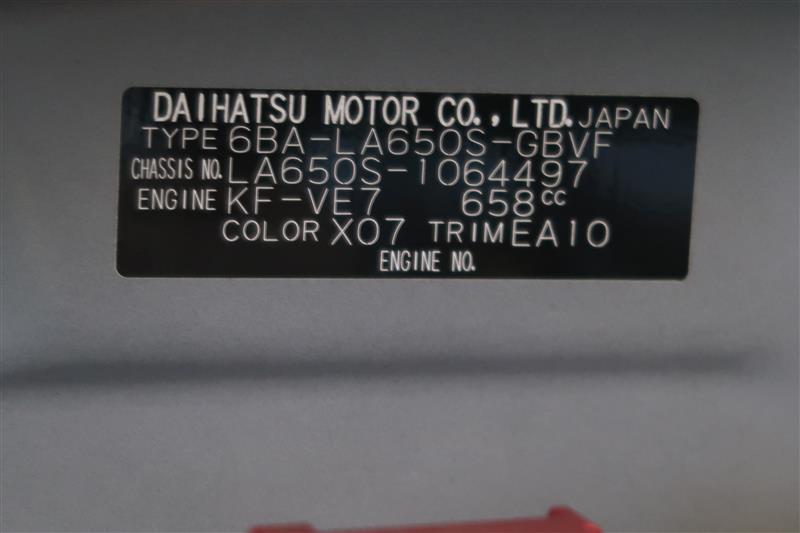 DAIHATSU MOTOR CO., LTD. JAPAN
TYPE 6BA-LA650S-GBVF
CHASSIS NO. LA650S-1064497
ENGINE KF-VE7 658cc
COLOR X07 TRIM EA10
ENGINE NO.